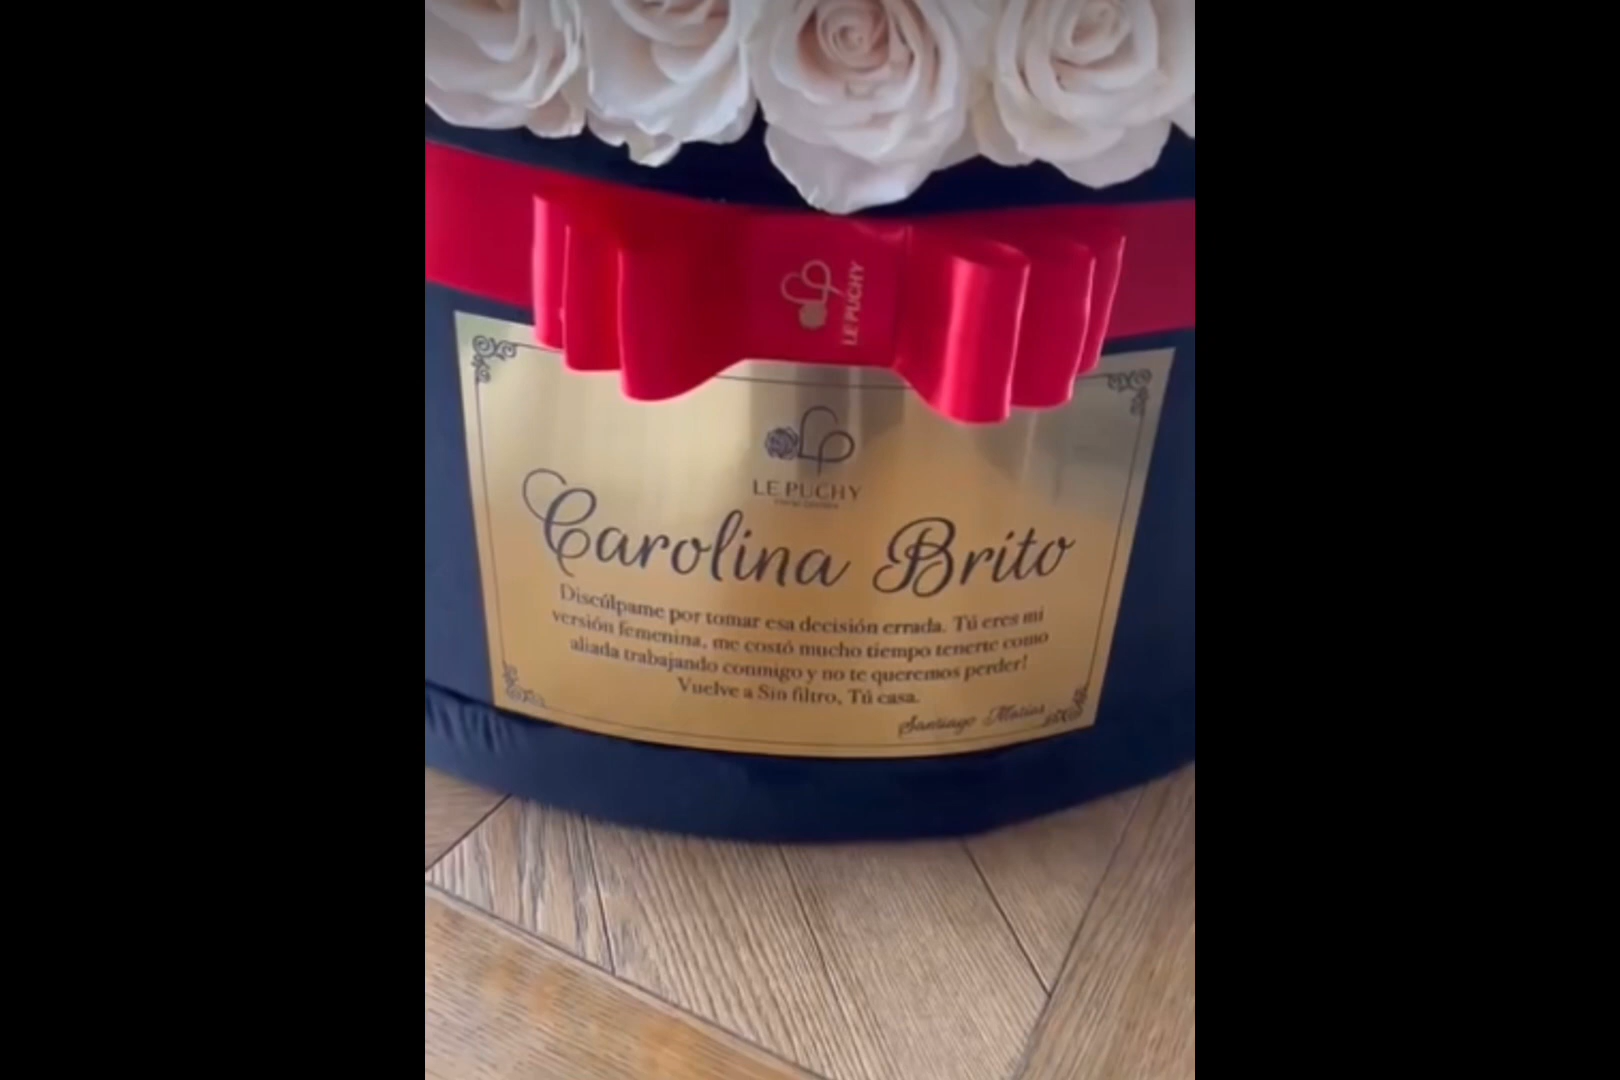 LE PUCHY
LE PUCHY
Carolina Brito
Discúlpame por tomar esa decisión errada. Tú eres mi
versión femenina, me costó mucho tiempo tenerte como
aliada trabajando conmigo y no te queremos perder!
Vuelve a Sin filtro, Tú casa.
Santiago Matias